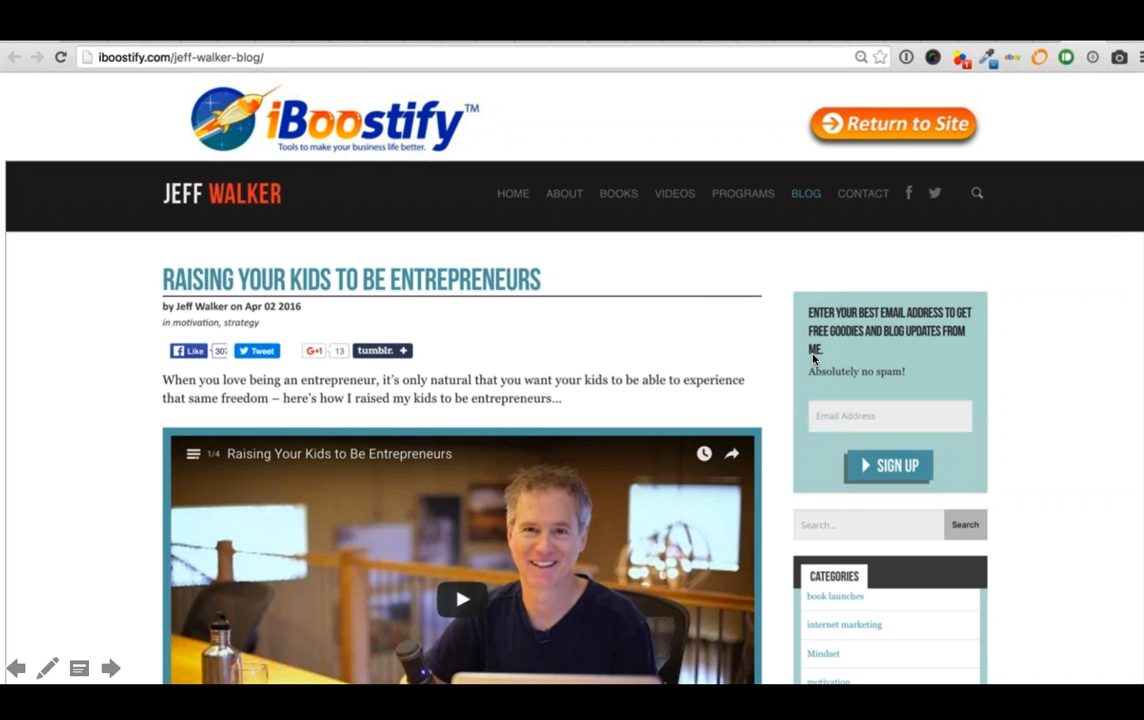 iboostify.com/jeff-walker-blog/
ebay
iBoostify™
Tools to make your business life better.
Return to Site
JEFF WALKER
HOME ABOUT BOOKS VIDEOS PROGRAMS BLOG CONTACT
RAISING YOUR KIDS TO BE ENTREPRENEURS
by Jeff Walker on Apr 02 2016
in motivation, strategy
Like 307 Tweet G+1 13 tumblr. +
When you love being an entrepreneur, it's only natural that you want your kids to be able to experience
that same freedom – here's how I raised my kids to be entrepreneurs...
1/4 Raising Your Kids to Be Entrepreneurs
ENTER YOUR BEST EMAIL ADDRESS TO GET
FREE GOODIES AND BLOG UPDATES FROM
ME.
Absolutely no spam!
Email Address
SIGN UP
Search... Search
CATEGORIES
book launches
internet marketing
Mindset
motivation